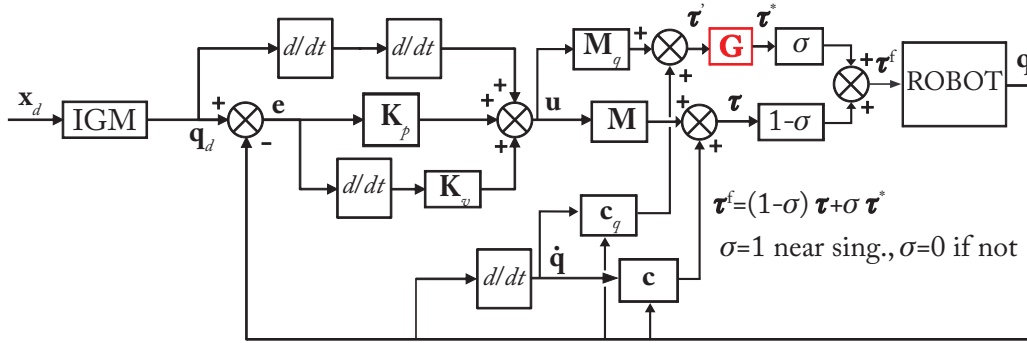 d/dt d/dt M_q τ' G τ* σ
x_d IGM q_d + - e K_p + + + + u + + + + τ^f ROBOT q
M + + τ 1-σ
d/dt K_v
c_q τ^f=(1-σ) τ+σ τ*
d/dt q̇ c σ=1 near sing., σ=0 if not